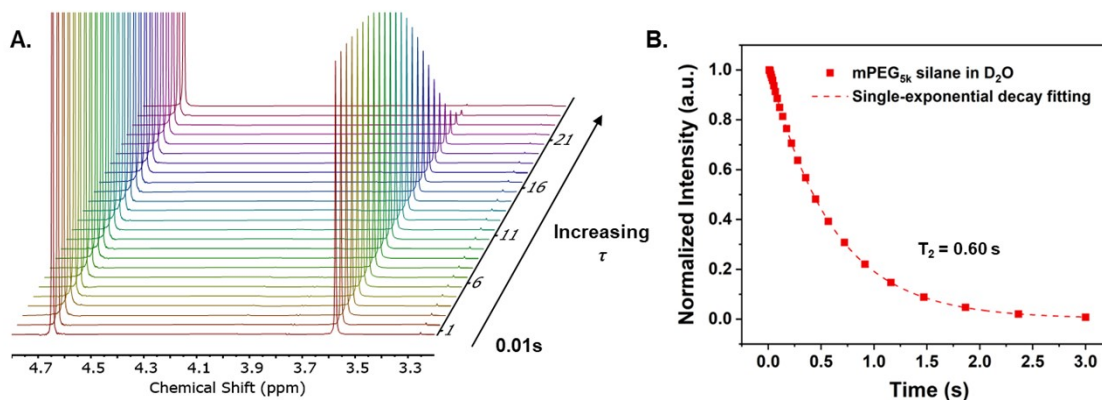 A.
21
16
11
6
1
Increasing
τ
0.01s
4.7 4.5 4.3 4.1 3.9 3.7 3.5 3.3
Chemical Shift (ppm)
B.
Normalized Intensity (a.u.)
1.0
0.8
0.6
0.4
0.2
0.0
mPEG5k silane in D2O
Single-exponential decay fitting
T2 = 0.60 s
0.0 0.5 1.0 1.5 2.0 2.5 3.0
Time (s)